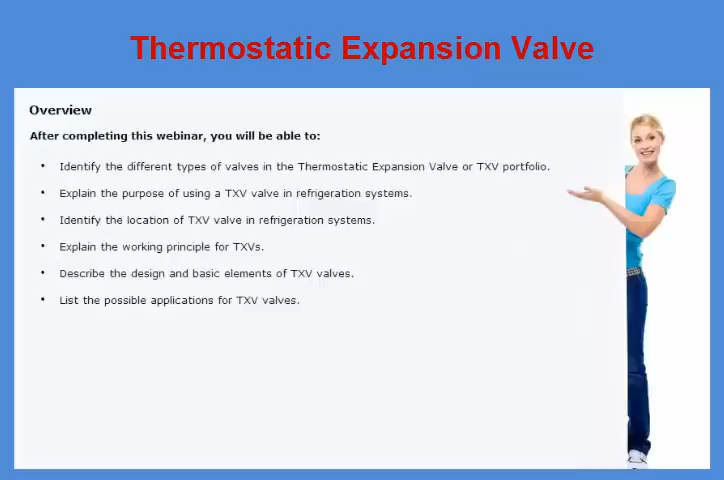 Thermostatic Expansion Valve
Overview
After completing this webinar, you will be able to:
• Identify the different types of valves in the Thermostatic Expansion Valve or TXV portfolio.
• Explain the purpose of using a TXV valve in refrigeration systems.
• Identify the location of TXV valve in refrigeration systems.
• Explain the working principle for TXVs.
• Describe the design and basic elements of TXV valves.
• List the possible applications for TXV valves.